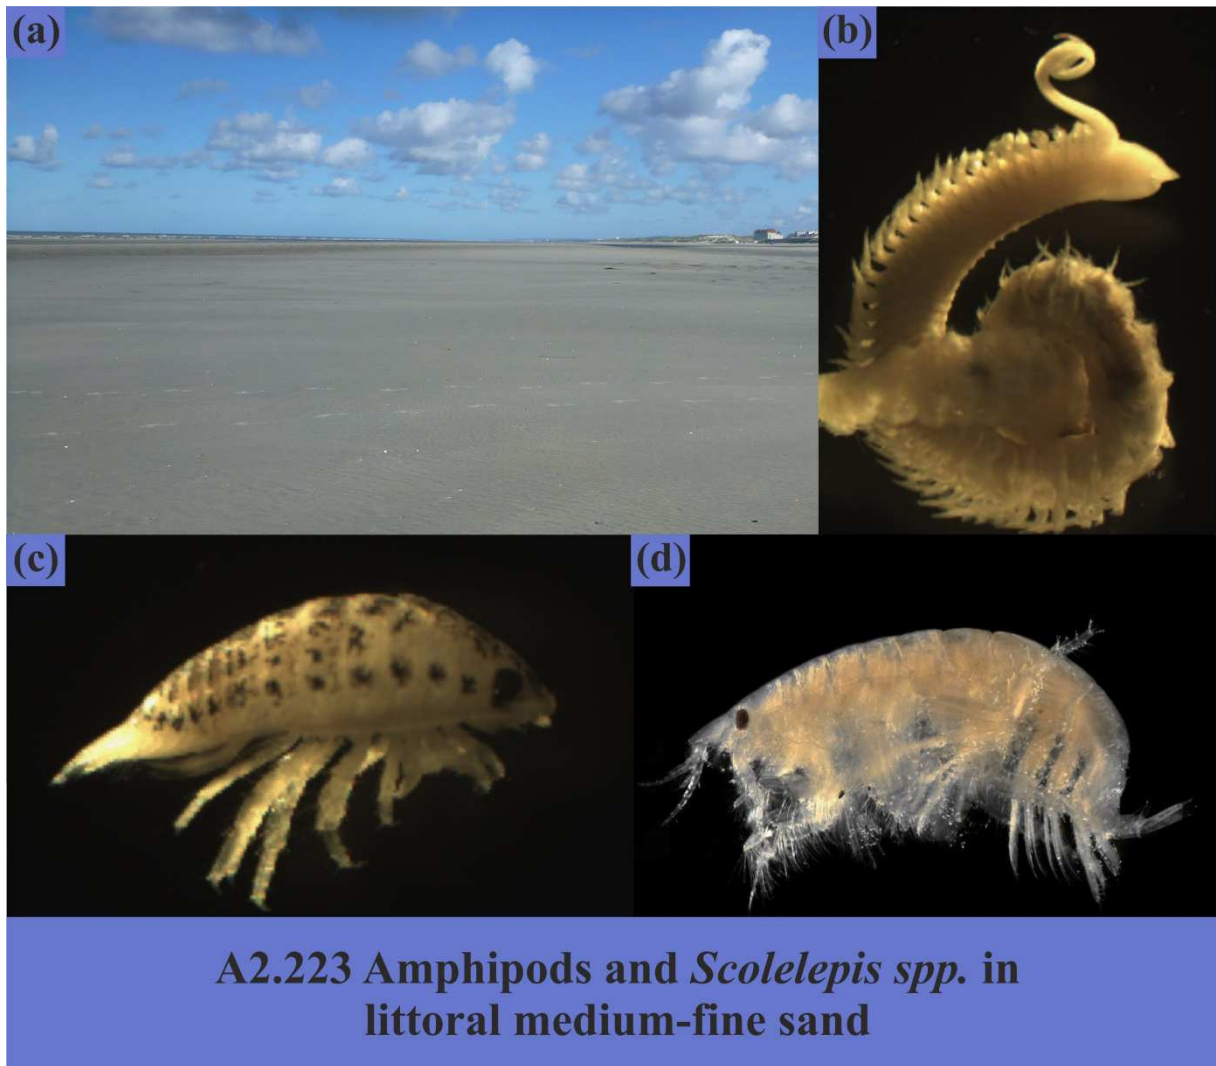 (a)
(b)
(c)
(d)
A2.223 Amphipods and Scolelepis spp. in
littoral medium-fine sand